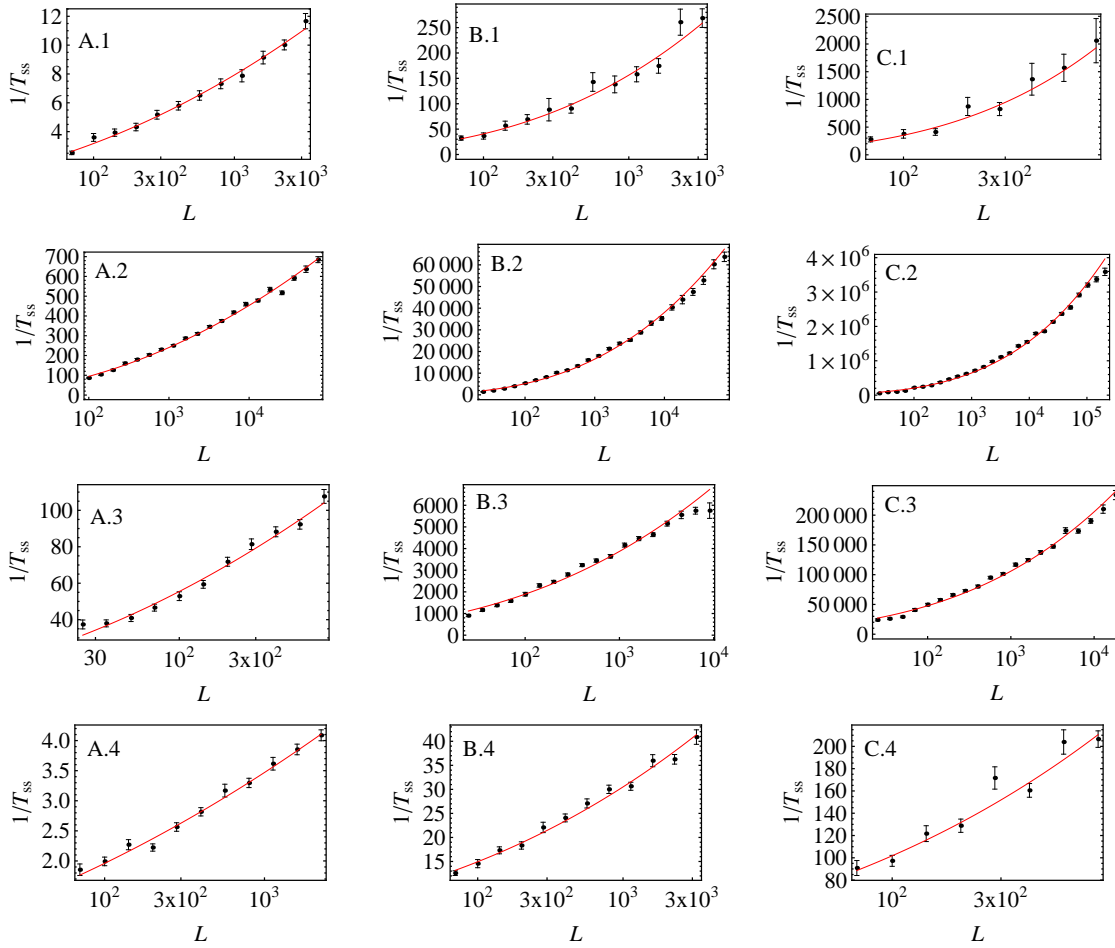 A.1
1/T_ss
12
10
8
6
4
10^2
3x10^2
10^3
3x10^3
L
B.1
1/T_ss
250
200
150
100
50
0
10^2
3x10^2
10^3
3x10^3
L
C.1
1/T_ss
2500
2000
1500
1000
500
0
10^2
3x10^2
L
A.2
1/T_ss
700
600
500
400
300
200
100
0
10^2
10^3
10^4
L
B.2
1/T_ss
60 000
50 000
40 000
30 000
20 000
10 000
0
10^2
10^3
10^4
L
C.2
1/T_ss
4 × 10^6
3 × 10^6
2 × 10^6
1 × 10^6
0
10^2
10^3
10^4
10^5
L
A.3
1/T_ss
100
80
60
40
30
10^2
3x10^2
L
B.3
1/T_ss
6000
5000
4000
3000
2000
1000
0
10^2
10^3
10^4
L
C.3
1/T_ss
200 000
150 000
100 000
50 000
0
10^2
10^3
10^4
L
A.4
1/T_ss
4.0
3.5
3.0
2.5
2.0
10^2
3x10^2
10^3
L
B.4
1/T_ss
40
35
30
25
20
15
10^2
3x10^2
10^3
3x10^3
L
C.4
1/T_ss
200
180
160
140
120
100
80
10^2
3x10^2
L